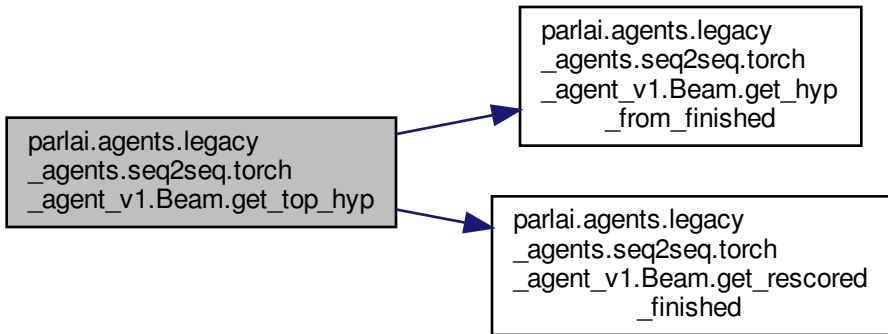 parlai.agents.legacy
_agents.seq2seq.torch
_agent_v1.Beam.get_top_hyp
parlai.agents.legacy
_agents.seq2seq.torch
_agent_v1.Beam.get_hyp
_from_finished
parlai.agents.legacy
_agents.seq2seq.torch
_agent_v1.Beam.get_rescored
_finished